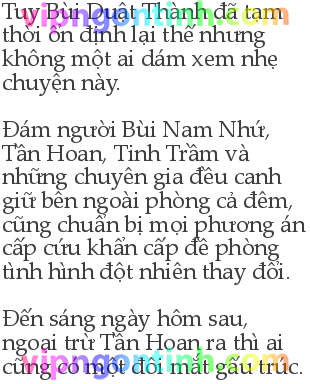 Tuy Bùi Duật Thành đã tạm
thời ổn định lại thế nhưng
không một ai dám xem nhẹ
chuyện này.
Đám người Bùi Nam Nhứ,
Tần Hoan, Tinh Trầm và
những chuyên gia đều canh
giữ bên ngoài phòng cả đêm,
cũng chuẩn bị mọi phương án
cấp cứu khẩn cấp đề phòng
tình hình đột nhiên thay đổi.
Đến sáng ngày hôm sau,
ngoại trừ Tần Hoan ra thì ai
cũng có một đôi mắt gấu trúc.
vipngontinh.com
vipngontinh.com